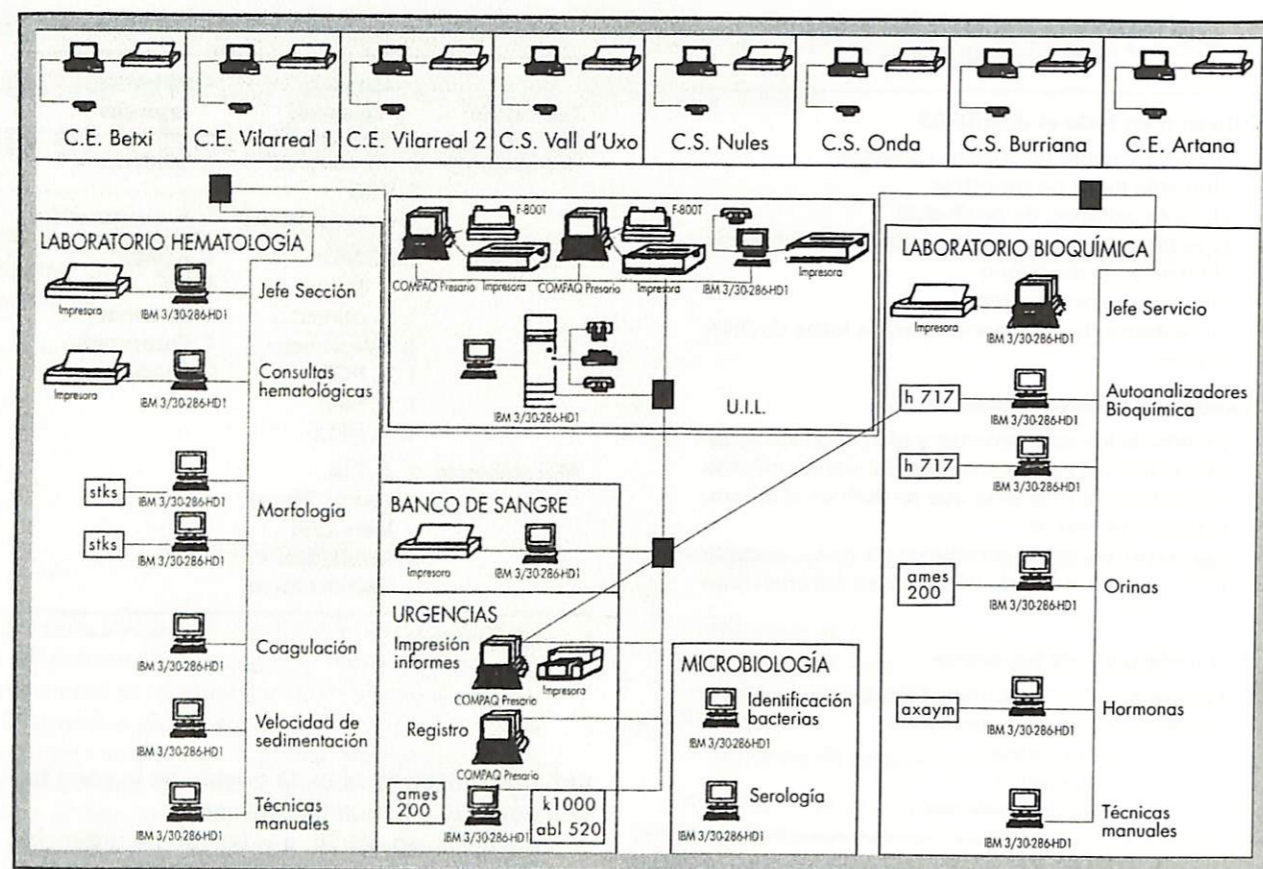 C.E. Betxi
C.E. Vilarreal 1
C.E. Vilarreal 2
C.S. Vall d'Uxo
C.S. Nules
C.S. Onda
C.S. Burriana
C.E. Artana
LABORATORIO HEMATOLOGÍA
Impresora
IBM 3/30-286-HD1
Jefe Sección
Impresora
IBM 3/30-286-HD1
Consultas
hematológicas
stks
IBM 3/30-286-HD1
Morfología
stks
IBM 3/30-286-HD1
IBM 3/30-286-HD1
Coagulación
IBM 3/30-286-HD1
Velocidad de
sedimentación
IBM 3/30-286-HD1
Técnicas
manuales
F-800T
F-800T
COMPAQ Presario
Impresora
COMPAQ Presario
Impresora
IBM 3/30-286-HD1
Impresora
IBM 3/30-286-HD1
U.I.L.
BANCO DE SANGRE
Impresora
IBM 3/30-286-HD1
URGENCIAS
Impresión
informes
COMPAQ Presario
Impresora
Registro
COMPAQ Presario
ames
200
IBM 3/30-286-HD1
k1000
abl 520
MICROBIOLOGÍA
Identificación
bacterias
IBM 3/30-286-HD1
Serología
IBM 3/30-286-HD1
LABORATORIO BIOQUÍMICA
Impresora
IBM 3/30-286-HD1
Jefe Servicio
h 717
IBM 3/30-286-HD1
Autoanalizadores
Bioquímica
h 717
IBM 3/30-286-HD1
ames
200
IBM 3/30-286-HD1
Orinas
axaym
IBM 3/30-286-HD1
Hormonas
IBM 3/30-286-HD1
Técnicas
manuales